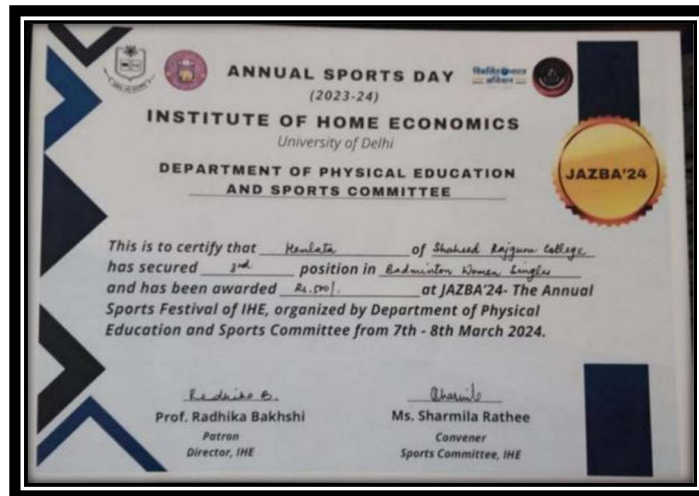 ANNUAL SPORTS DAY
(2023-24)
INSTITUTE OF HOME ECONOMICS
University of Delhi
DEPARTMENT OF PHYSICAL EDUCATION
AND SPORTS COMMITTEE
JAZBA'24
This is to certify that Hemlata of Shaheed Rajguru College
has secured 3rd position in Badminton Women Singles
and has been awarded Rs.500/. at JAZBA'24- The Annual
Sports Festival of IHE, organized by Department of Physical
Education and Sports Committee from 7th - 8th March 2024.
Radhika B.
Prof. Radhika Bakhshi
Patron
Director, IHE
Sharmila
Ms. Sharmila Rathee
Convener
Sports Committee, IHE